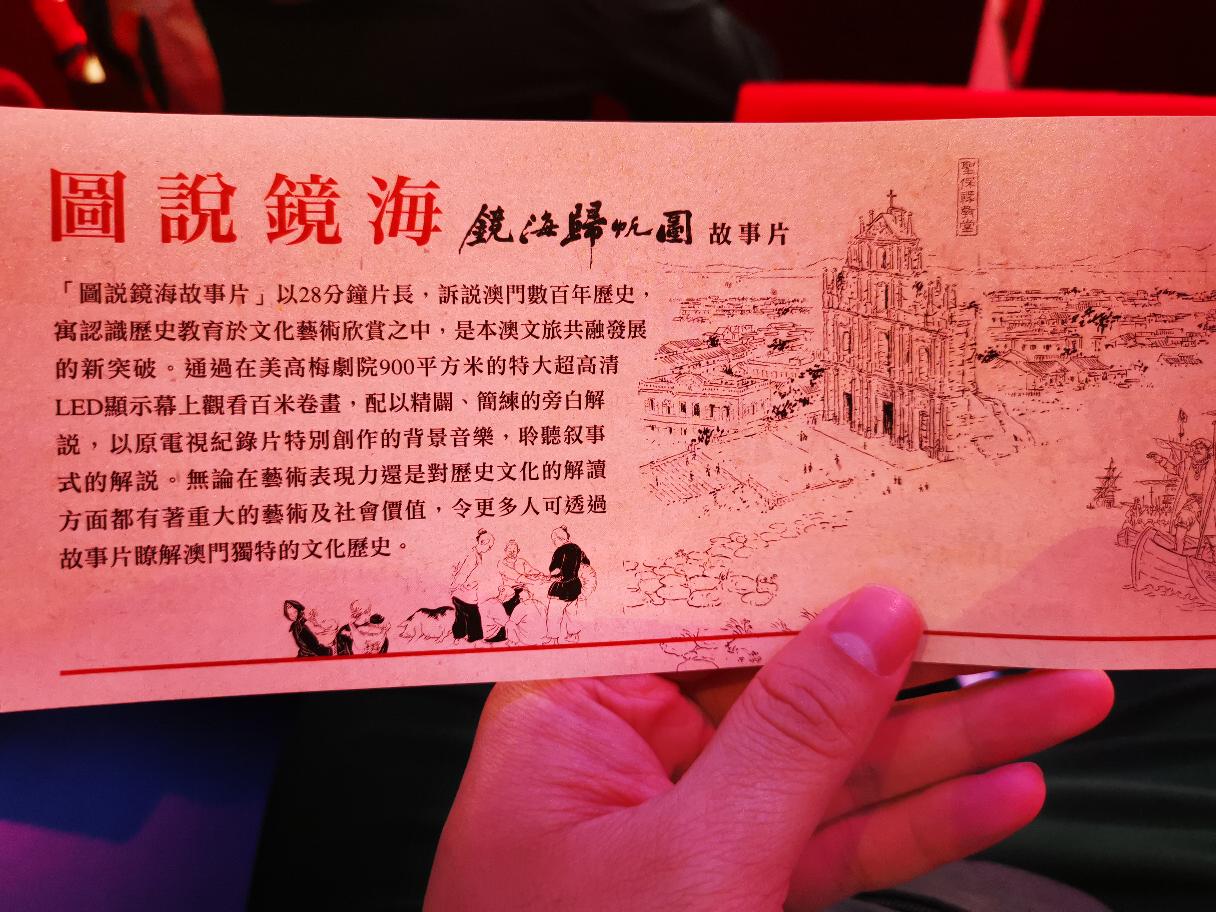 圖說鏡海 鏡海歸帆圖 故事片
聖保祿教堂
「圖說鏡海故事片」以28分鐘片長，訴說澳門數百年歷史，
寓認識歷史教育於文化藝術欣賞之中，是本澳文旅共融發展
的新突破。通過在美高梅劇院900平方米的特大超高清
LED顯示幕上觀看百米卷畫，配以精闢、簡練的旁白解
說，以原電視紀錄片特別創作的背景音樂，聆聽叙事
式的解説。無論在藝術表現力還是對歷史文化的解讀
方面都有著重大的藝術及社會價值，令更多人可透過
故事片瞭解澳門獨特的文化歷史。